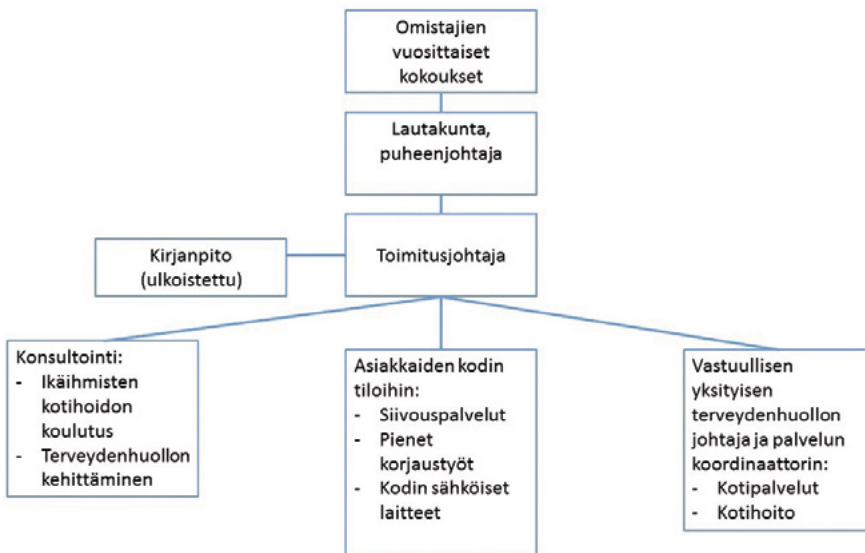 Omistajien
vuosittaiset
kokoukset
Lautakunta,
puheenjohtaja
Toimitusjohtaja
Kirjanpito
(ulkoistettu)
Konsultointi:
- Ikäihmisten
kotihoidon
koulutus
- Terveydenhuollon
kehittäminen
Asiakkaiden kodin
tiloihin:
- Siivouspalvelut
- Pienet
korjaustyöt
- Kodin sähköiset
laitteet
Vastuullisen
yksityisen
terveydenhuollon
johtaja ja palvelun
koordinaattorin:
- Kotipalvelut
- Kotihoito